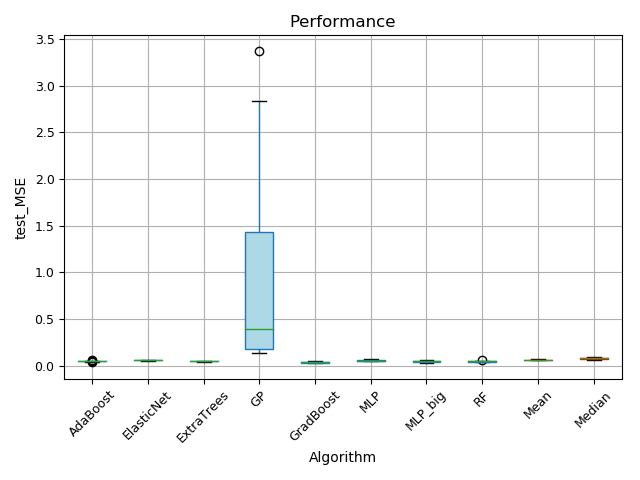 Performance
3.5
3.0
2.5
2.0
1.5
1.0
0.5
0.0
test_MSE
AdaBoost
ElasticNet
ExtraTrees
GP
GradBoost
MLP
MLP_big
RF
Mean
Median
Algorithm